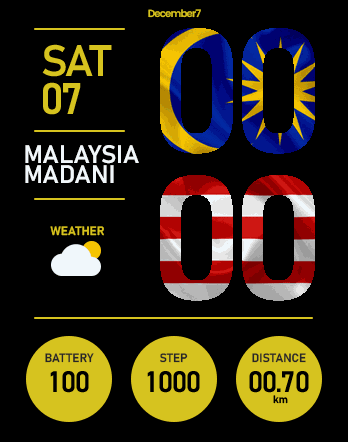 December7
SAT
07
MALAYSIA
MADANI
WEATHER
00
00
BATTERY
100
STEP
1000
DISTANCE
00.70
km